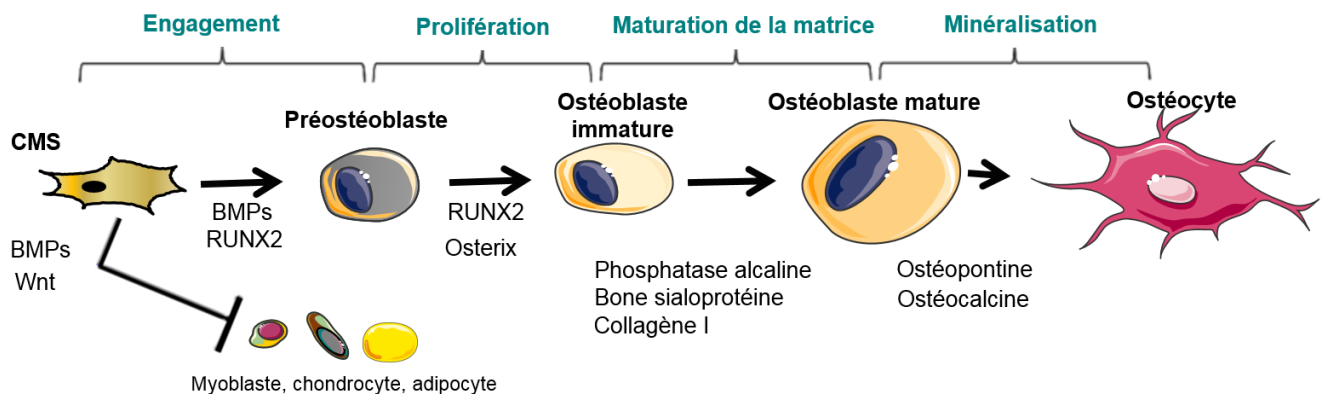 Engagement
Prolifération
Maturation de la matrice
Minéralisation
CMS
Préostéoblaste
Ostéoblaste
immature
Ostéoblaste mature
Ostéocyte
BMPs
RUNX2
RUNX2
Osterix
BMPs
Wnt
Phosphatase alcaline
Bone sialoprotéine
Collagène I
Ostéopontine
Ostéocalcine
Myoblaste, chondrocyte, adipocyte